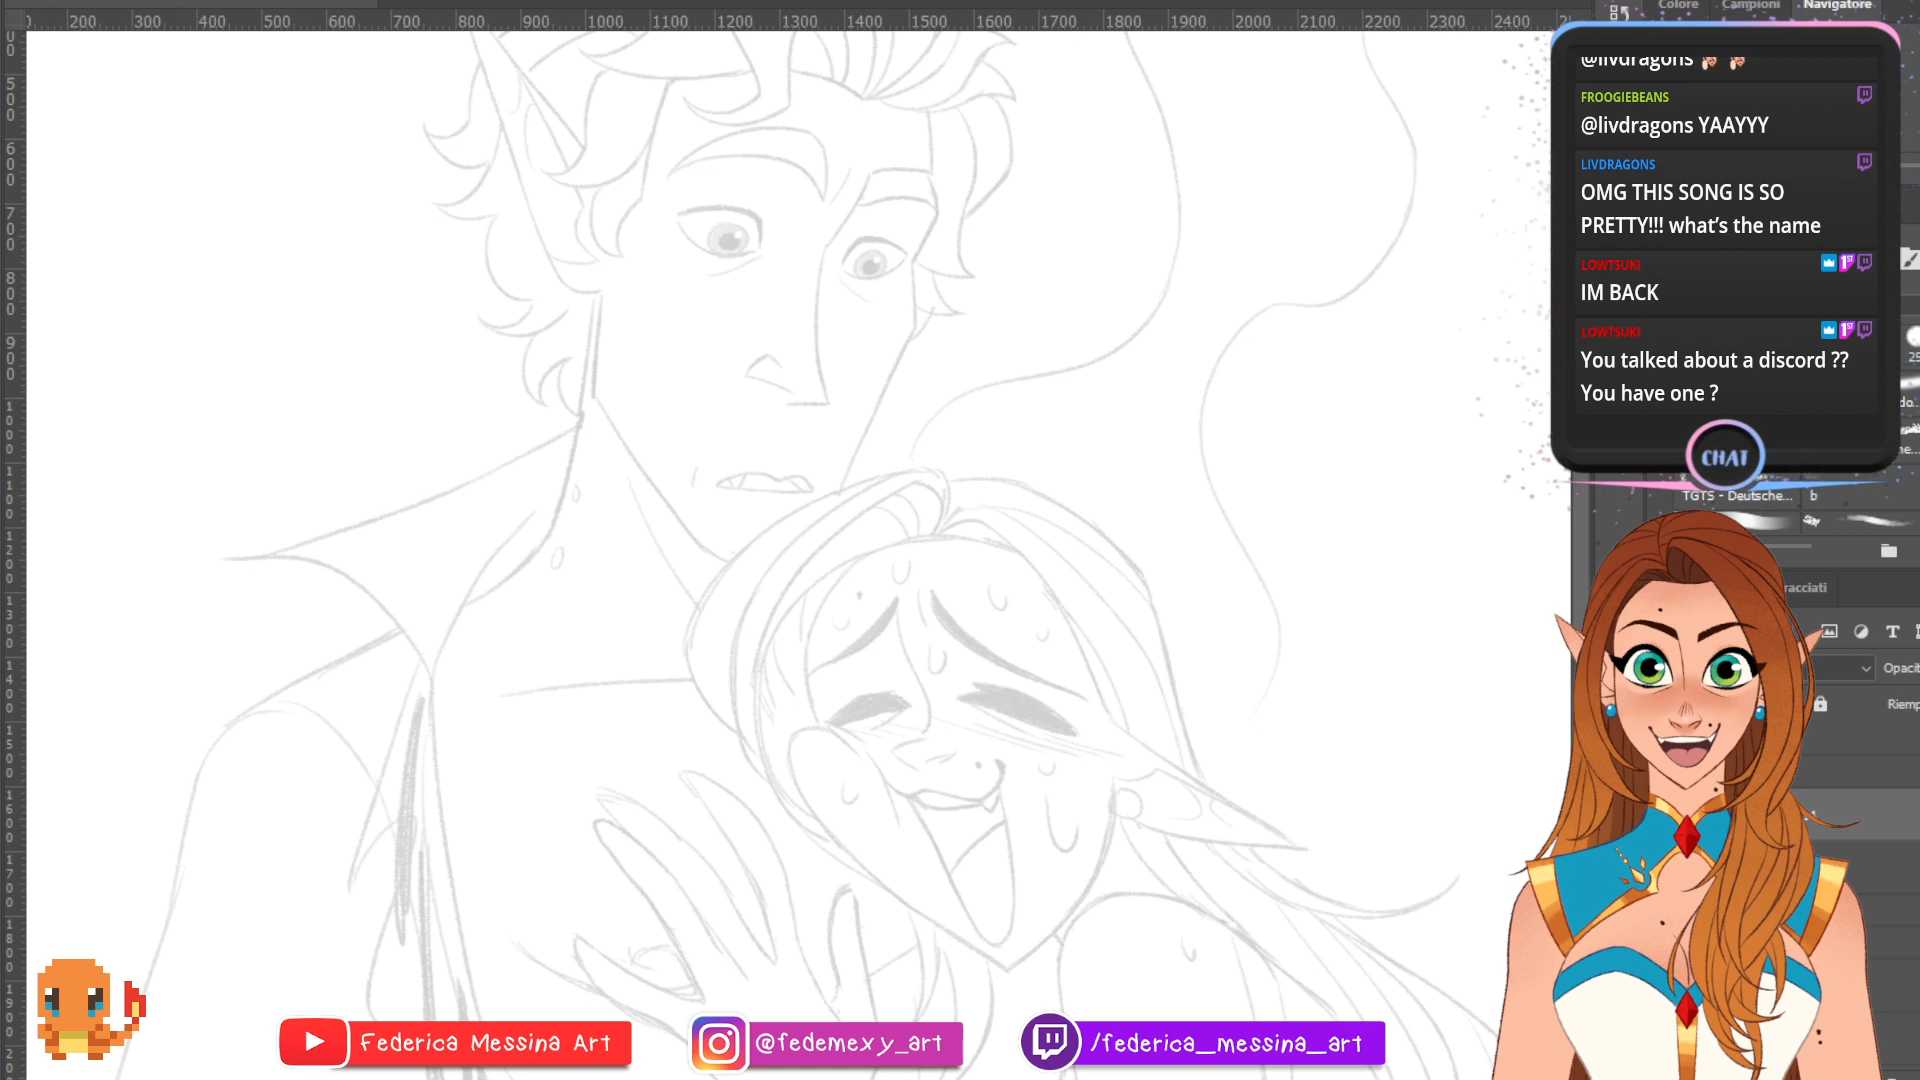 Colore Campioni Navigatore
200 300 400 500 600 700 800 900 1000 1100 1200 1300 1400 1500 1600 1700 1800 1900 2000 2100 2200 2300 2400
@livdragons
FROOGIEBEANS
@livdragons YAAYYY
LIVDRAGONS
OMG THIS SONG IS SO
PRETTY!!! what's the name
LOWTSUKI
IM BACK
LOWTSUKI
You talked about a discord ??
You have one ?
CHAT
TGTS - Deutsche... b
racciati
Opacit
Riemp
Federica Messina Art
@fedemexy_art
/federica_messina_art